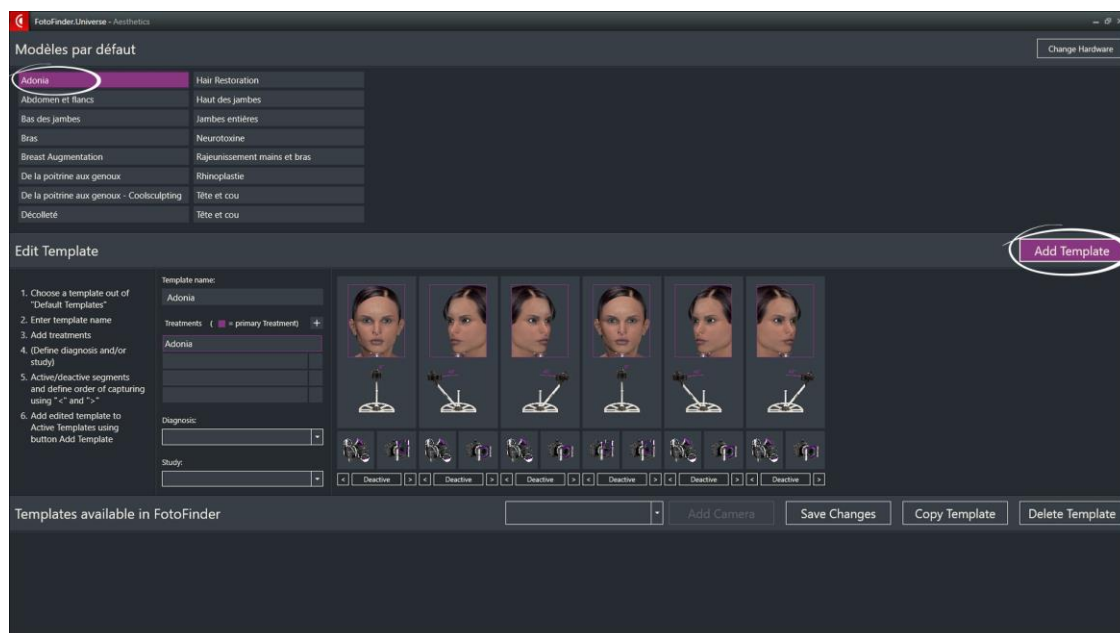 FotoFinder.Universe - Aesthetics
Modèles par défaut
Change Hardware
Adonia
Hair Restoration
Abdomen et flancs
Haut des jambes
Bas des jambes
Jambes entières
Bras
Neurotoxine
Breast Augmentation
Rajeunissement mains et bras
De la poitrine aux genoux
Rhinoplastie
De la poitrine aux genoux - Coolsculpting
Tête et cou
Décolleté
Tête et cou
Edit Template
Add Template
1. Choose a template out of
"Default Templates"
2. Enter template name
3. Add treatments
4. (Define diagnosis and/or
study)
5. Active/deactive segments
and define order of capturing
using "<" and ">"
6. Add edited template to
Active Templates using
button Add Template
Template name:
Adonia
Treatments ( = primary Treatment) +
Adonia
Diagnosis:
Study:
< Deactive > < Deactive > < Deactive > < Deactive > < Deactive > < Deactive >
Templates available in FotoFinder
Add Camera
Save Changes
Copy Template
Delete Template